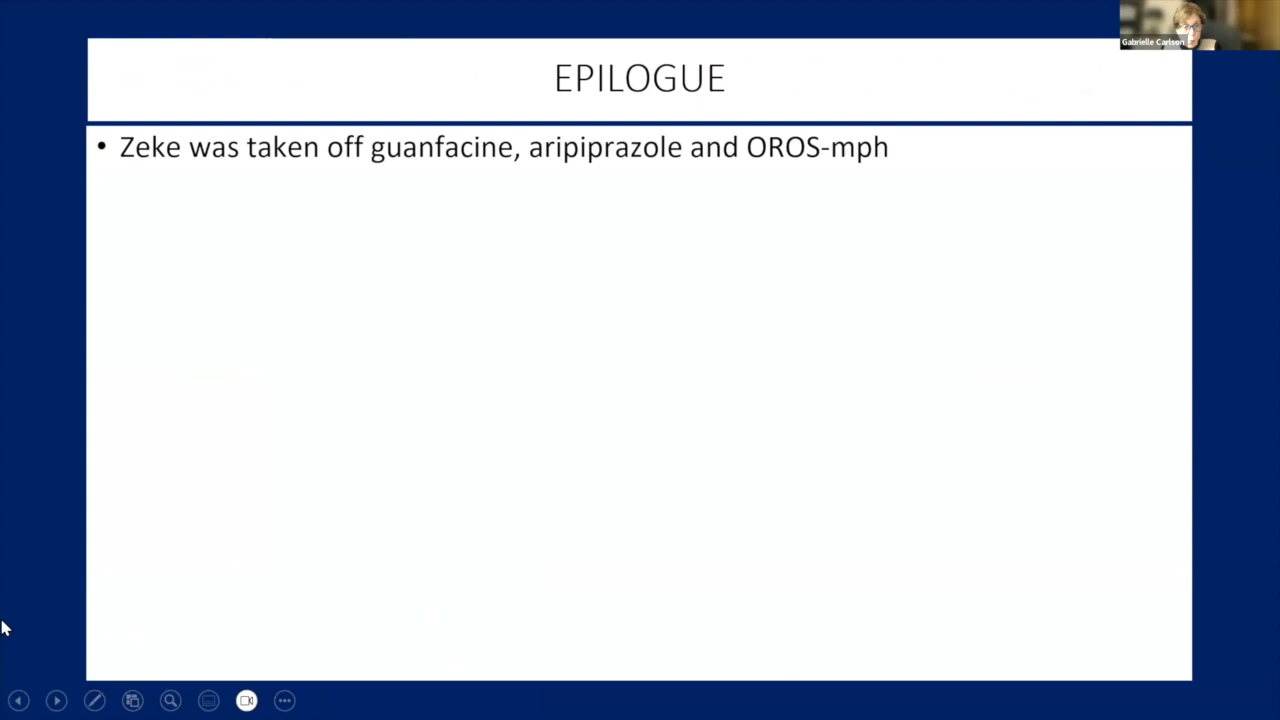 Gabrielle Carlson
EPILOGUE
• Zeke was taken off guanfacine, aripiprazole and OROS-mph